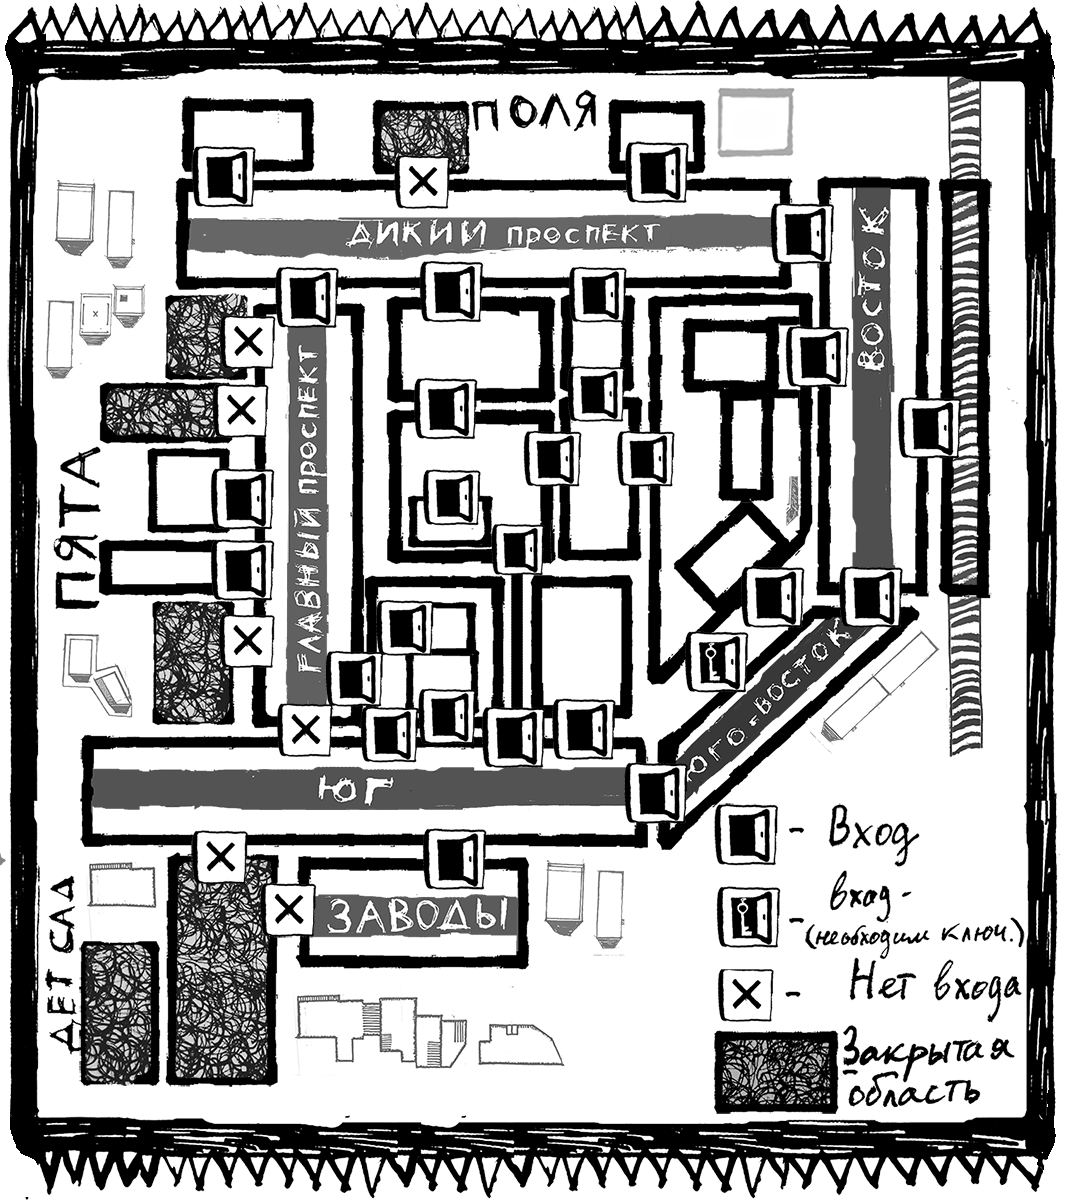 ПОЛЯ
ДИКИЙ ПРОСПЕКТ
ВОСТОК
ГЛАВНЫЙ ПРОСПЕКТ
ПЯТА
ЮГО-ВОСТОК
ЮГ
- Вход
вход -
- (необходим ключ.)
- Нет входа
Закрытая
область
ЗАВОДЫ
ДЕТ САД